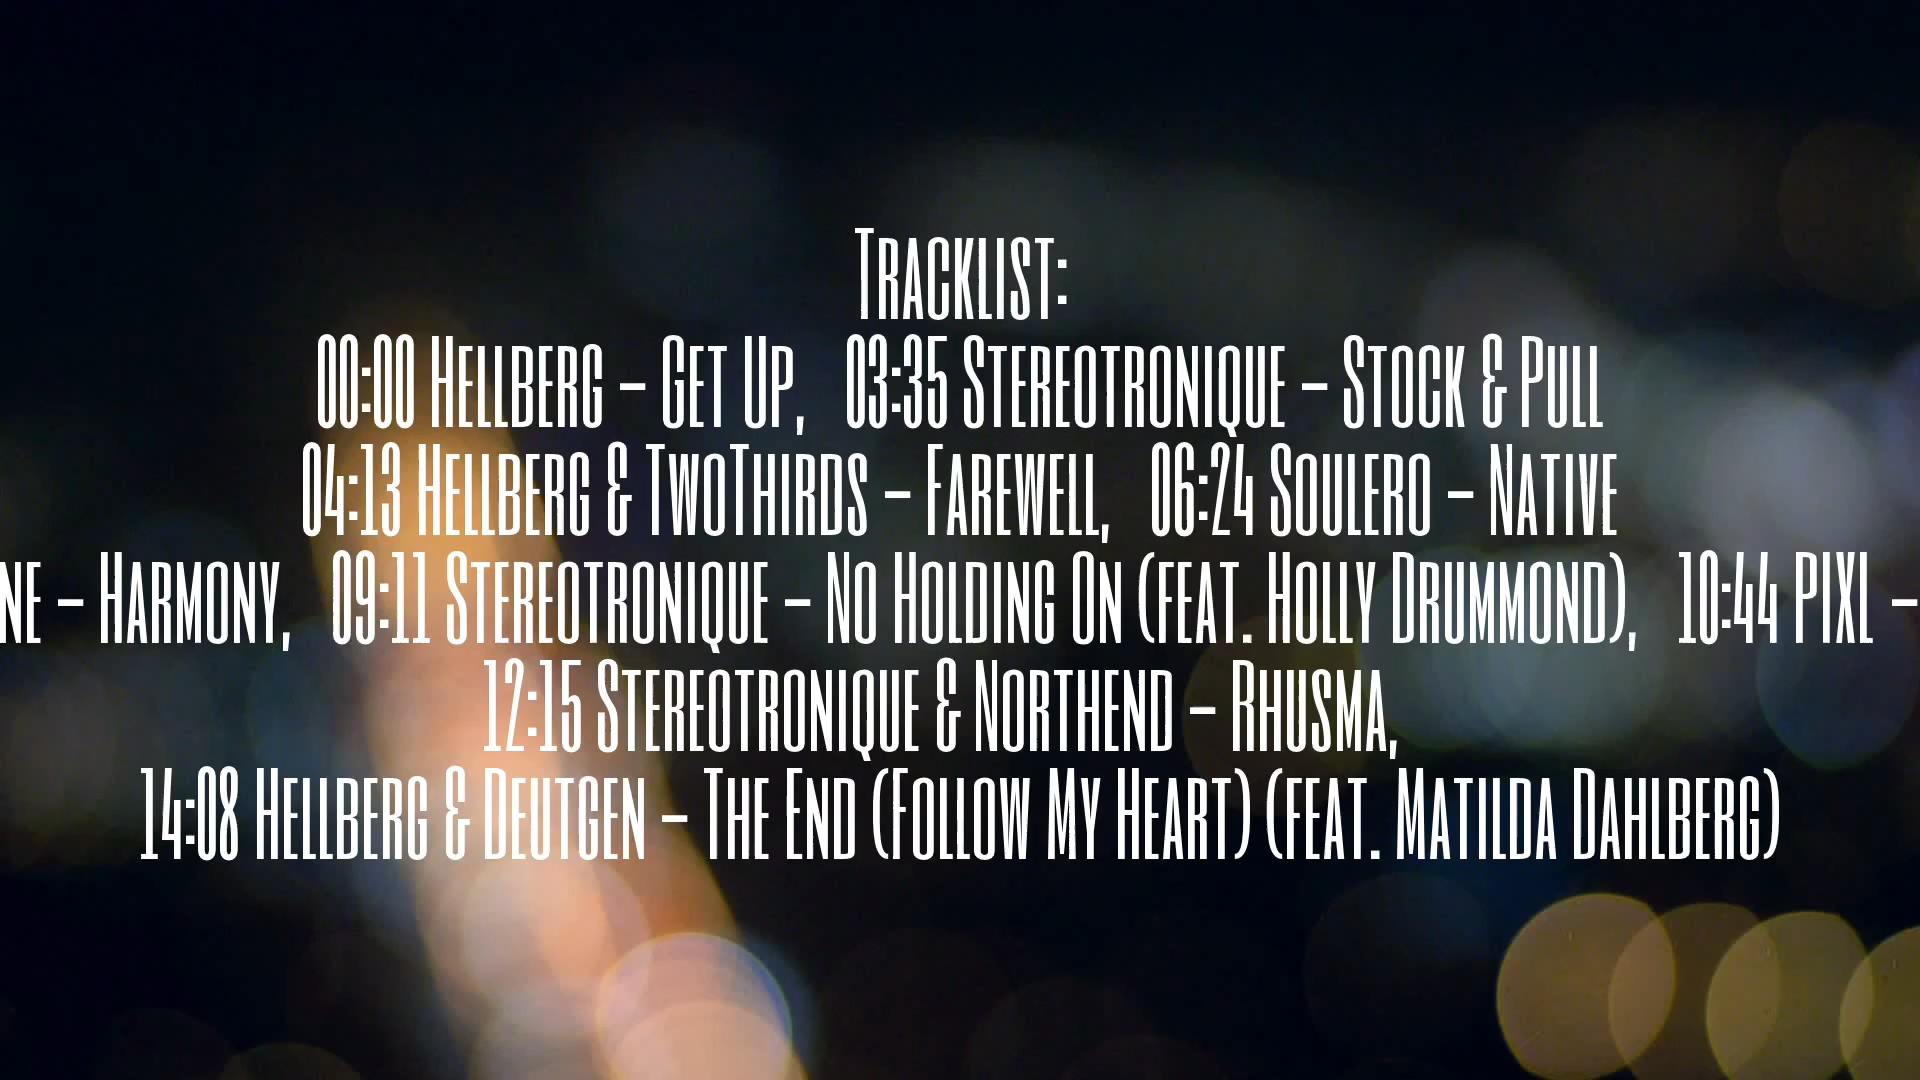 Tracklist:
00:00 Hellberg – Get Up, 03:35 Stereotronique – Stock & Pull
04:13 Hellberg & TwoThirds – Farewell, 06:24 Soulero – Native
NE – Harmony, 09:11 Stereotronique – No Holding On (feat. Holly Drummond), 10:44 PIXL –
12:15 Stereotronique & Northend – Rhusma,
14:08 Hellberg & Deutgen – The End (Follow My Heart) (feat. Matilda Dahlberg)